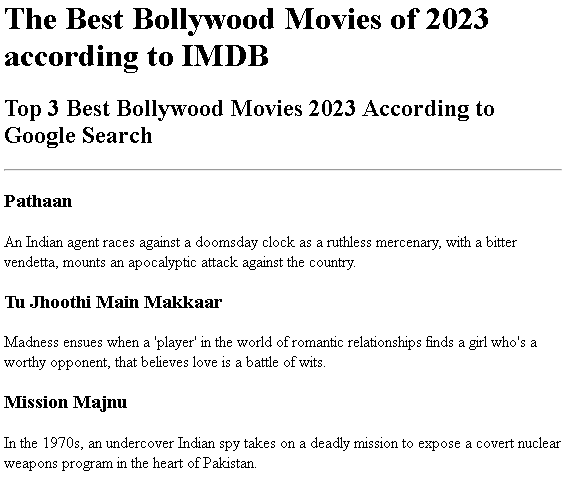 The Best Bollywood Movies of 2023
according to IMDB
Top 3 Best Bollywood Movies 2023 According to
Google Search
Pathaan
An Indian agent races against a doomsday clock as a ruthless mercenary, with a bitter
vendetta, mounts an apocalyptic attack against the country.
Tu Jhoothi Main Makkaar
Madness ensues when a 'player' in the world of romantic relationships finds a girl who's a
worthy opponent, that believes love is a battle of wits.
Mission Majnu
In the 1970s, an undercover Indian spy takes on a deadly mission to expose a covert nuclear
weapons program in the heart of Pakistan.